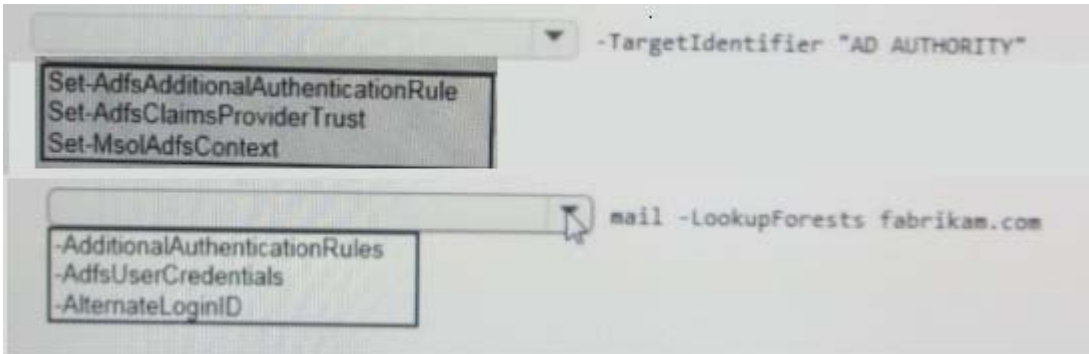 -TargetIdentifier "AD AUTHORITY"
Set-AdfsAdditionalAuthenticationRule
Set-AdfsClaimsProviderTrust
Set-MsolAdfsContext
mail -LookupForests fabrikam.com
-AdditionalAuthenticationRules
-AdfsUserCredentials
-AlternateLoginID